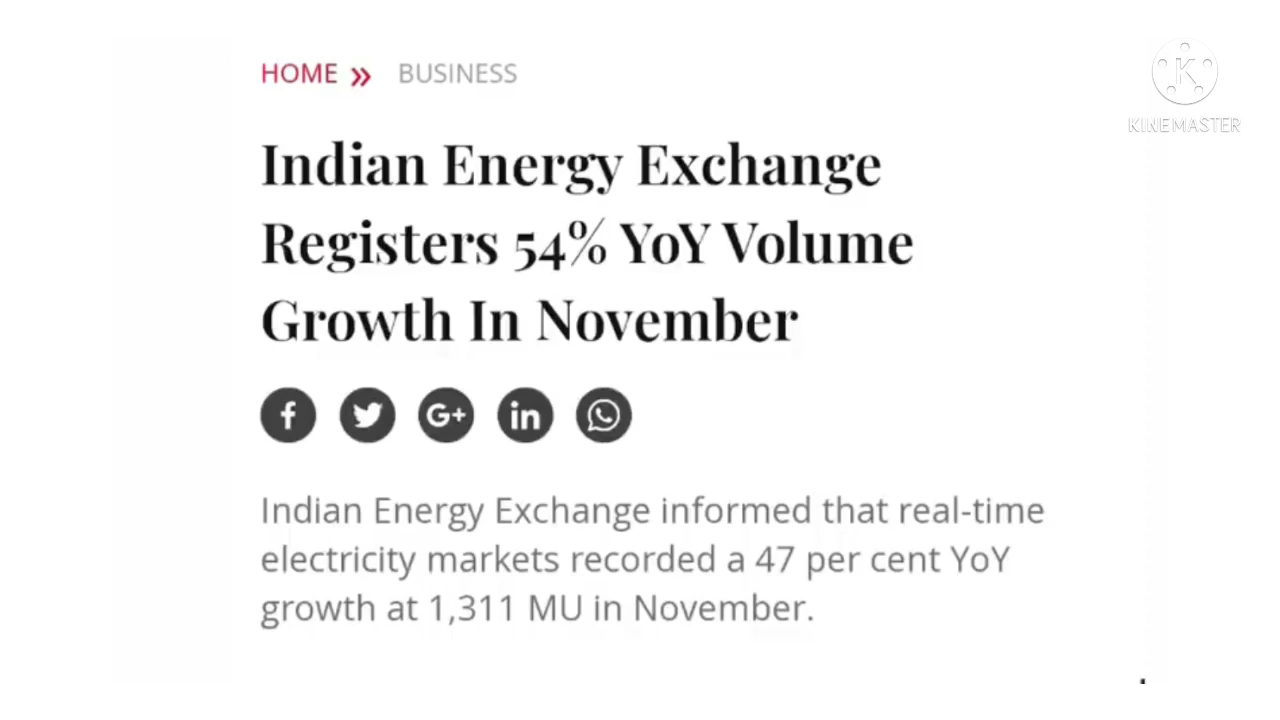 HOME » BUSINESS
KINEMASTER
Indian Energy Exchange
Registers 54% YoY Volume
Growth In November
f G+ in
Indian Energy Exchange informed that real-time
electricity markets recorded a 47 per cent YoY
growth at 1,311 MU in November.